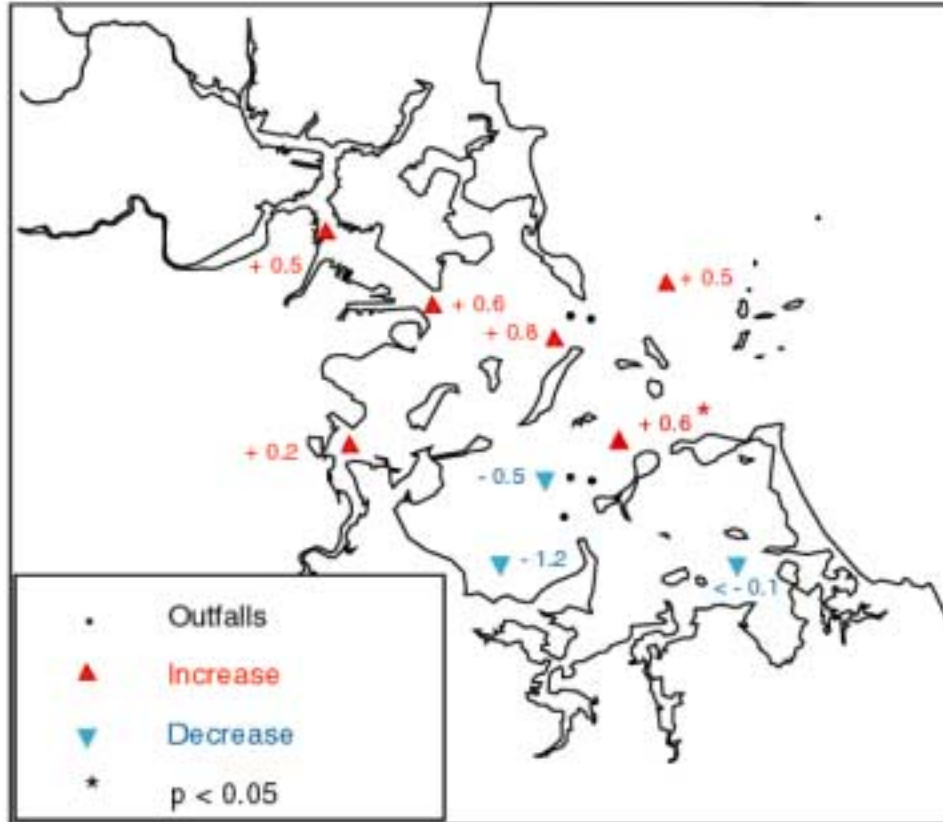 + 0.5
+ 0.5
+ 0.6
+ 0.8
+ 0.6 *
+ 0.2
- 0.5
- 1.2
< - 0.1
Outfalls
Increase
Decrease
* p < 0.05